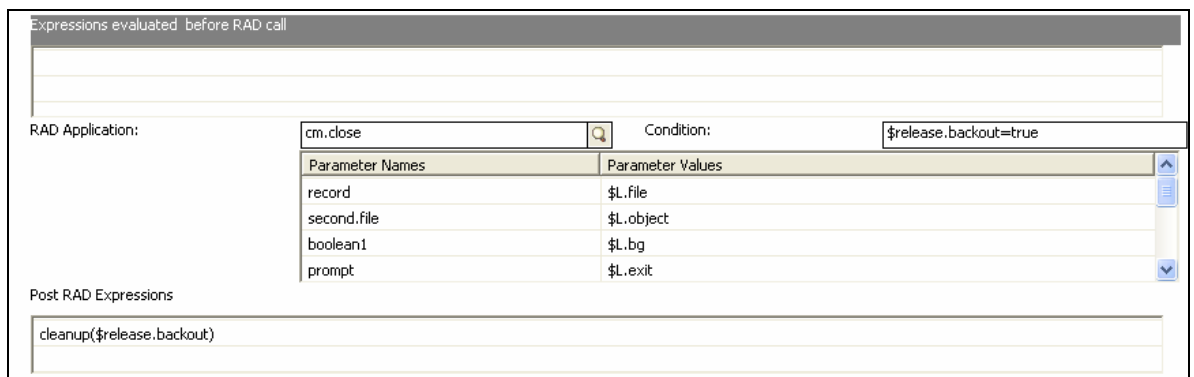 Expressions evaluated before RAD call
RAD Application: cm.close Condition: $release.backout=true
Parameter Names Parameter Values
record $L.file
second.file $L.object
boolean1 $L.bg
prompt $L.exit
Post RAD Expressions
cleanup($release.backout)